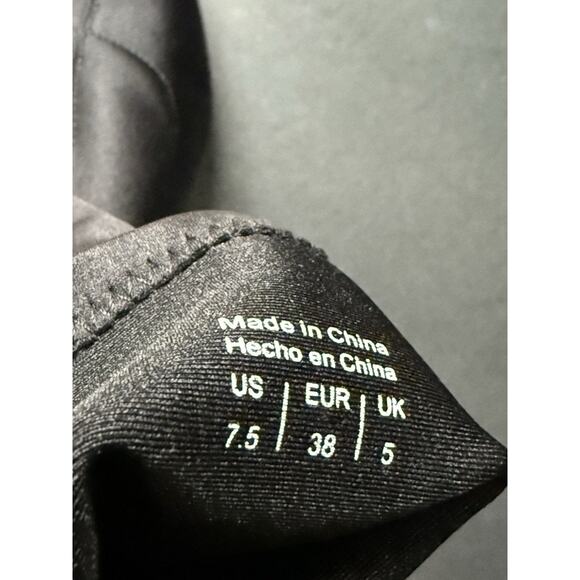 Made in China
Hecho en China
US | EUR | UK
7.5 | 38 | 5